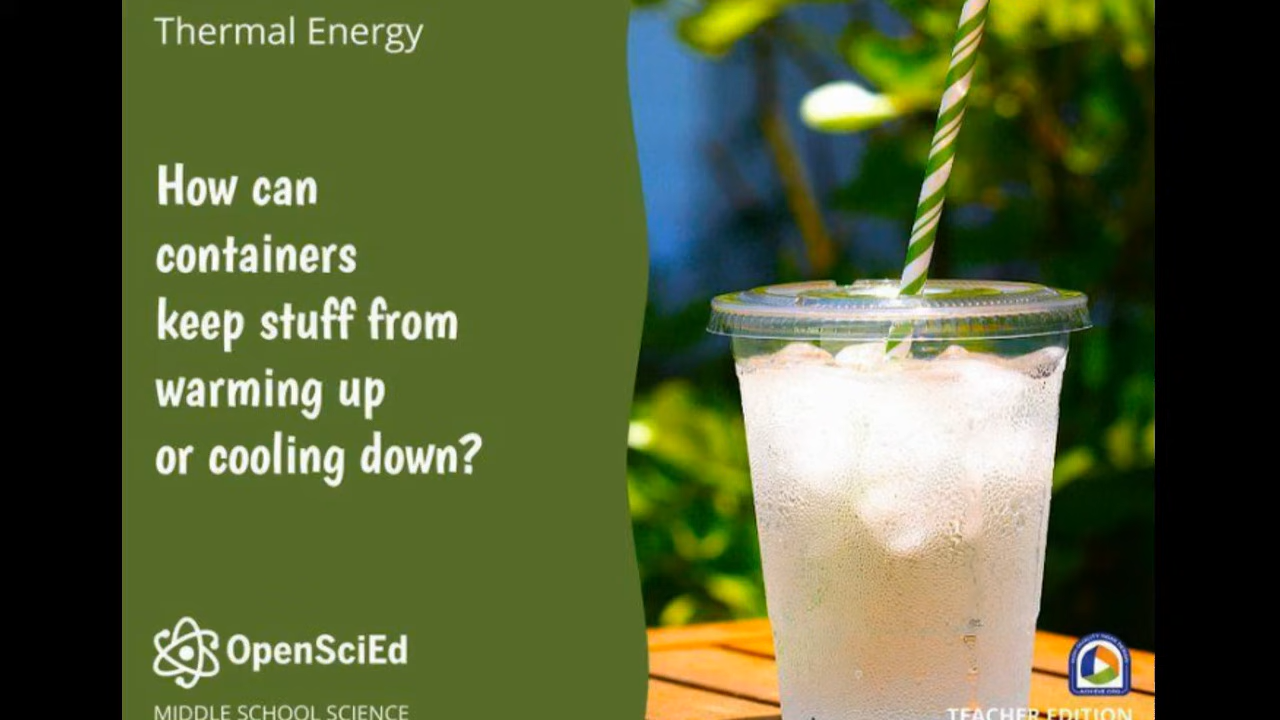 Thermal Energy
How can
containers
keep stuff from
warming up
or cooling down?
OpenSciEd
MIDDLE SCHOOL SCIENCE
TEACHER EDITION